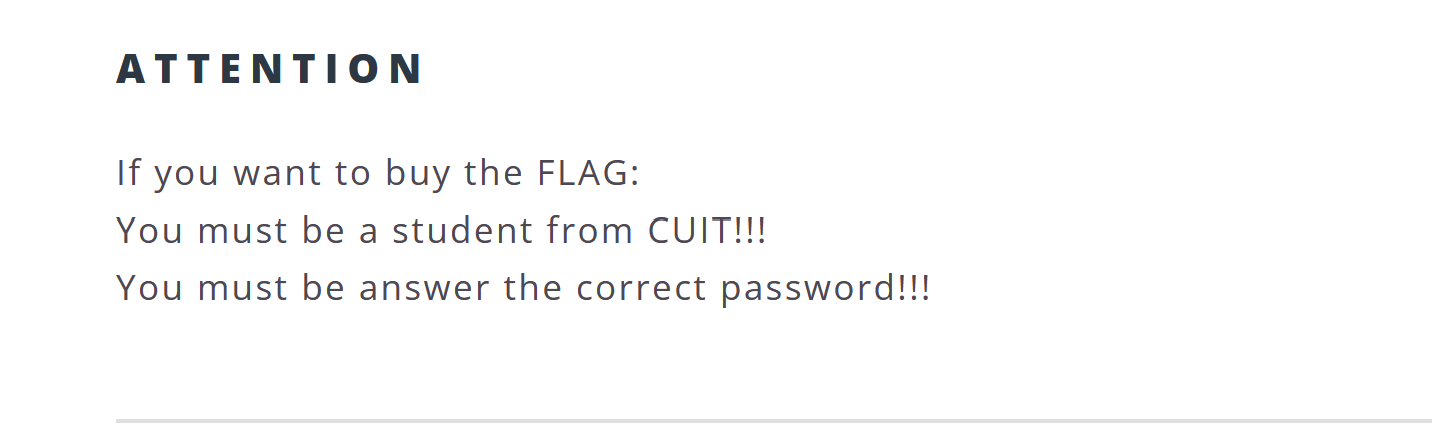 ATTENTION
If you want to buy the FLAG:
You must be a student from CUIT!!!
You must be answer the correct password!!!